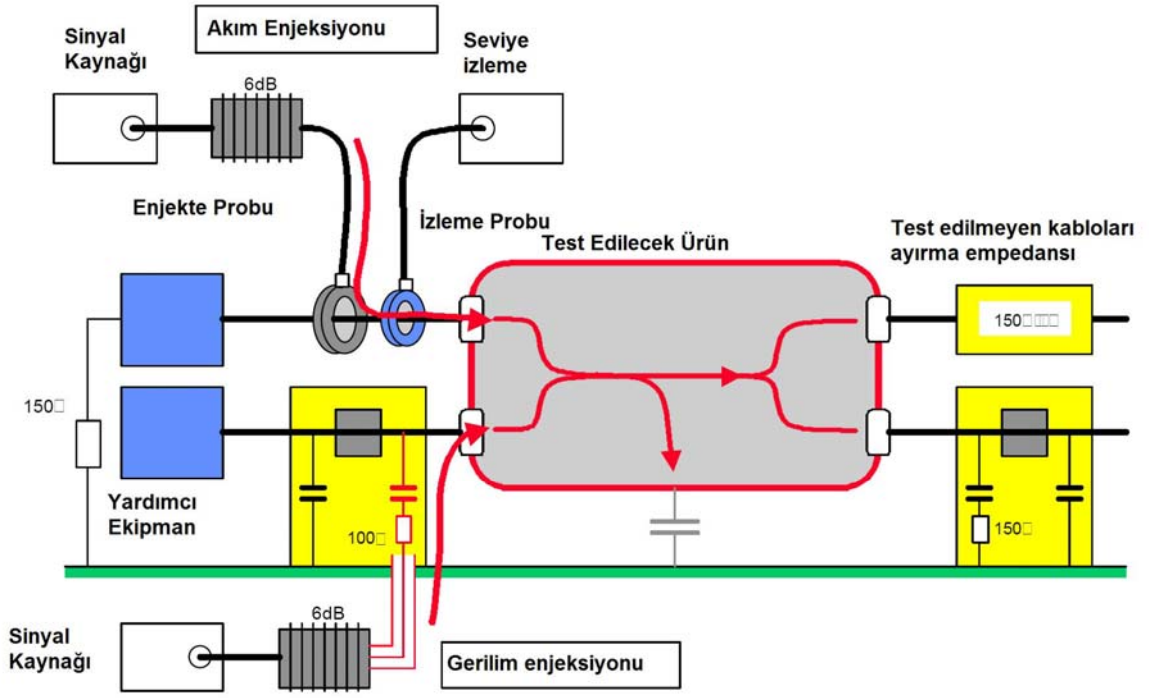 Akım Enjeksiyonu
Sinyal
Kaynağı
Seviye
izleme
6dB
Enjekte Probu
İzleme Probu
Test Edilecek Ürün
Test edilmeyen kabloları
ayırma empedansı
150□□□□
150□
Yardımcı
Ekipman
100□
150□
6dB
Sinyal
Kaynağı
Gerilim enjeksiyonu